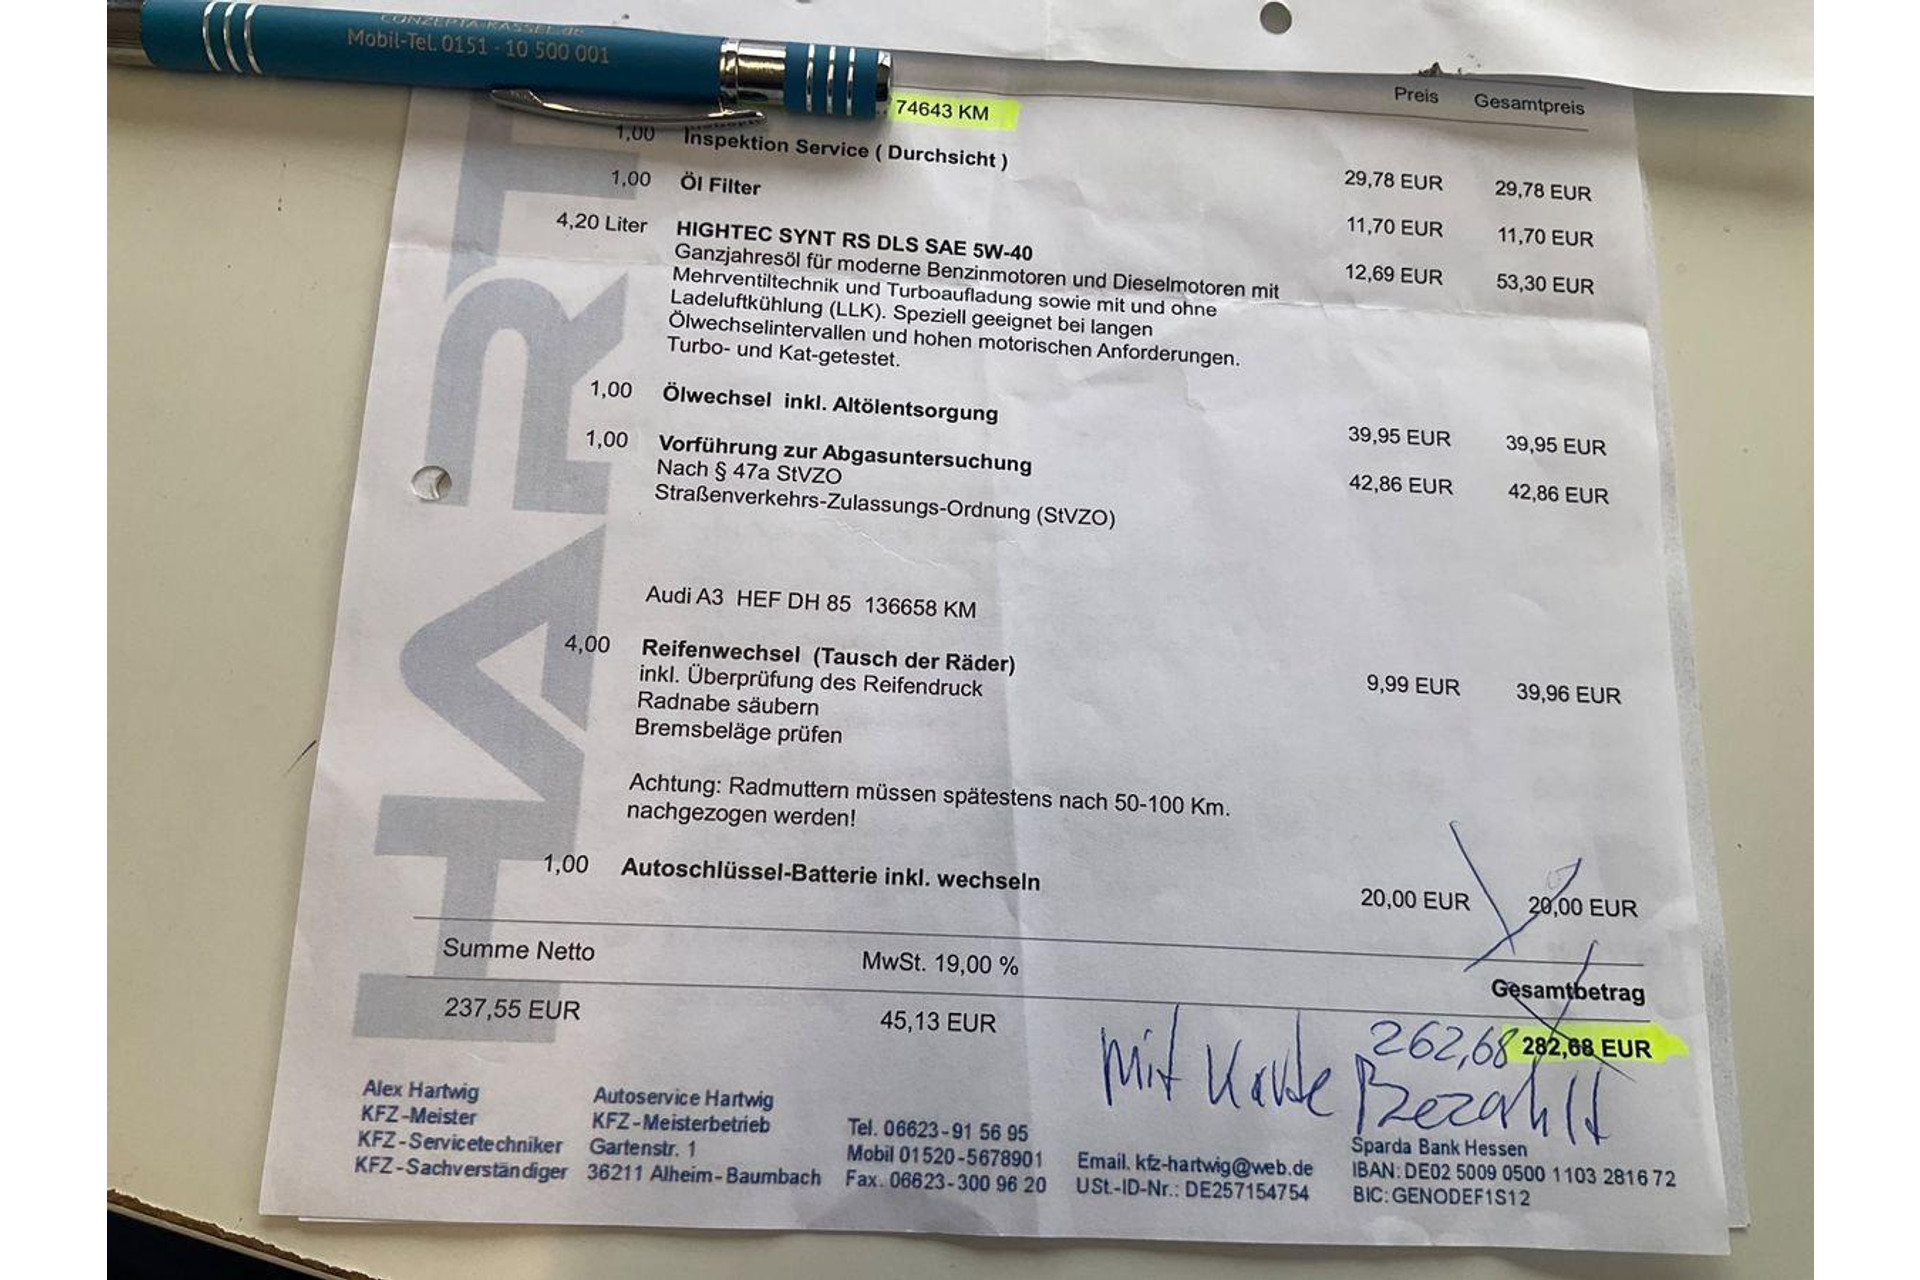 CONZEPTA-KASSEL.de
Mobil-Tel. 0151 - 10 500 001
Preis Gesamtpreis
74643 KM
1,00 Inspektion Service ( Durchsicht ) 29,78 EUR 29,78 EUR
1,00 Öl Filter 11,70 EUR 11,70 EUR
4,20 Liter HIGHTEC SYNT RS DLS SAE 5W-40 12,69 EUR 53,30 EUR
Ganzjahresöl für moderne Benzinmotoren und Dieselmotoren mit
Mehrventiltechnik und Turboaufladung sowie mit und ohne
Ladeluftkühlung (LLK). Speziell geeignet bei langen
Ölwechselintervallen und hohen motorischen Anforderungen.
Turbo- und Kat-getestet.
1,00 Ölwechsel inkl. Altölentsorgung 39,95 EUR 39,95 EUR
1,00 Vorführung zur Abgasuntersuchung 42,86 EUR 42,86 EUR
Nach § 47a StVZO
Straßenverkehrs-Zulassungs-Ordnung (StVZO)
Audi A3 HEF DH 85 136658 KM
4,00 Reifenwechsel (Tausch der Räder) 9,99 EUR 39,96 EUR
inkl. Überprüfung des Reifendruck
Radnabe säubern
Bremsbeläge prüfen
Achtung: Radmuttern müssen spätestens nach 50-100 Km.
nachgezogen werden!
1,00 Autoschlüssel-Batterie inkl. wechseln 20,00 EUR 20,00 EUR
Summe Netto MwSt. 19,00 % Gesamtbetrag
237,55 EUR 45,13 EUR 262,68 282,68 EUR
Mit Karte Bezahlt
Alex Hartwig
KFZ-Meister
KFZ-Servicetechniker
KFZ-Sachverständiger
Autoservice Hartwig
KFZ-Meisterbetrieb
Gartenstr. 1
36211 Alheim-Baumbach
Tel. 06623-91 56 95
Mobil 01520-5678901
Fax. 06623-300 96 20
Email. kfz-hartwig@web.de
USt.-ID-Nr.: DE257154754
Sparda Bank Hessen
IBAN: DE02 5009 0500 1103 2816 72
BIC: GENODEF1S12
HART